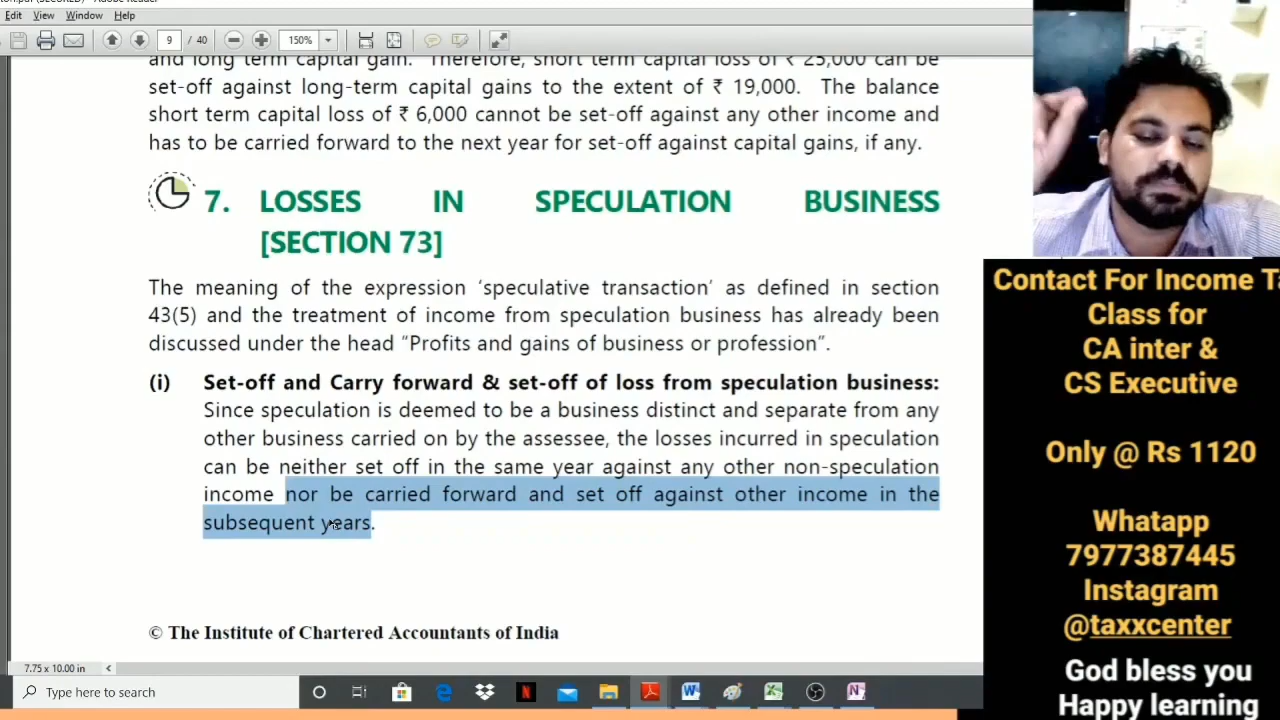 Edit View Window Help
9 / 40 150%
and long term capital gain. Therefore, short term capital loss of ₹ 25,000 can be
set-off against long-term capital gains to the extent of ₹ 19,000. The balance
short term capital loss of ₹ 6,000 cannot be set-off against any other income and
has to be carried forward to the next year for set-off against capital gains, if any.
7. LOSSES IN SPECULATION BUSINESS
[SECTION 73]
The meaning of the expression ‘speculative transaction’ as defined in section
43(5) and the treatment of income from speculation business has already been
discussed under the head “Profits and gains of business or profession”.
(i) Set-off and Carry forward & set-off of loss from speculation business:
Since speculation is deemed to be a business distinct and separate from any
other business carried on by the assessee, the losses incurred in speculation
can be neither set off in the same year against any other non-speculation
income nor be carried forward and set off against other income in the
subsequent years.
© The Institute of Chartered Accountants of India
7.75 x 10.00 in
Type here to search
Contact For Income Ta
Class for
CA inter &
CS Executive
Only @ Rs 1120
Whatapp
7977387445
Instagram
@taxxcenter
God bless you
Happy learning